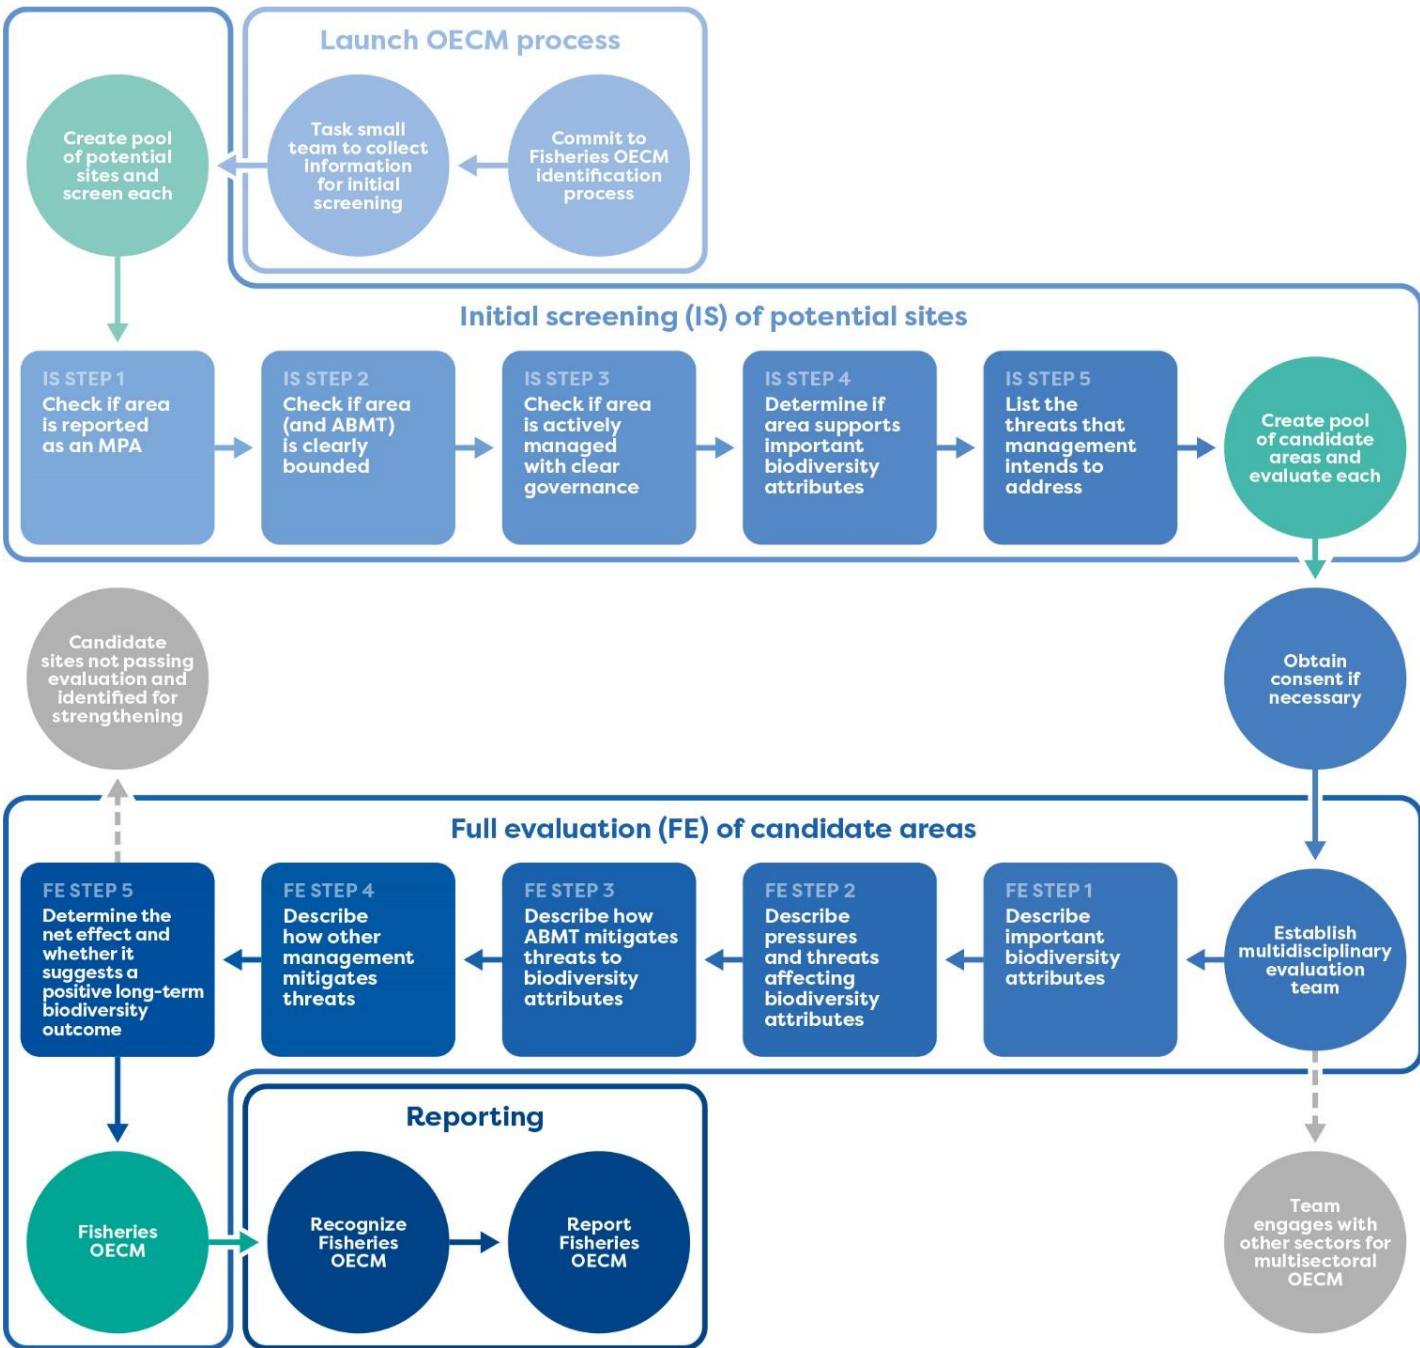 Launch OECM process
Create pool
of potential
sites and
screen each
Task small
team to collect
information
for initial
screening
Commit to
Fisheries OECM
identification
process
Initial screening (IS) of potential sites
IS STEP 1
Check if area
is reported
as an MPA
IS STEP 2
Check if area
(and ABMT)
is clearly
bounded
IS STEP 3
Check if area
is actively
managed
with clear
governance
IS STEP 4
Determine if
area supports
important
biodiversity
attributes
IS STEP 5
List the
threats that
management
intends to
address
Create pool
of candidate
areas and
evaluate each
Candidate
sites not passing
evaluation and
identified for
strengthening
Obtain
consent if
necessary
Full evaluation (FE) of candidate areas
FE STEP 5
Determine the
net effect and
whether it
suggests a
positive long-term
biodiversity
outcome
FE STEP 4
Describe
how other
management
mitigates
threats
FE STEP 3
Describe how
ABMT mitigates
threats to
biodiversity
attributes
FE STEP 2
Describe
pressures
and threats
affecting
biodiversity
attributes
FE STEP 1
Describe
important
biodiversity
attributes
Establish
multidisciplinary
evaluation
team
Reporting
Fisheries
OECM
Recognize
Fisheries
OECM
Report
Fisheries
OECM
Team
engages with
other sectors for
multisectoral
OECM